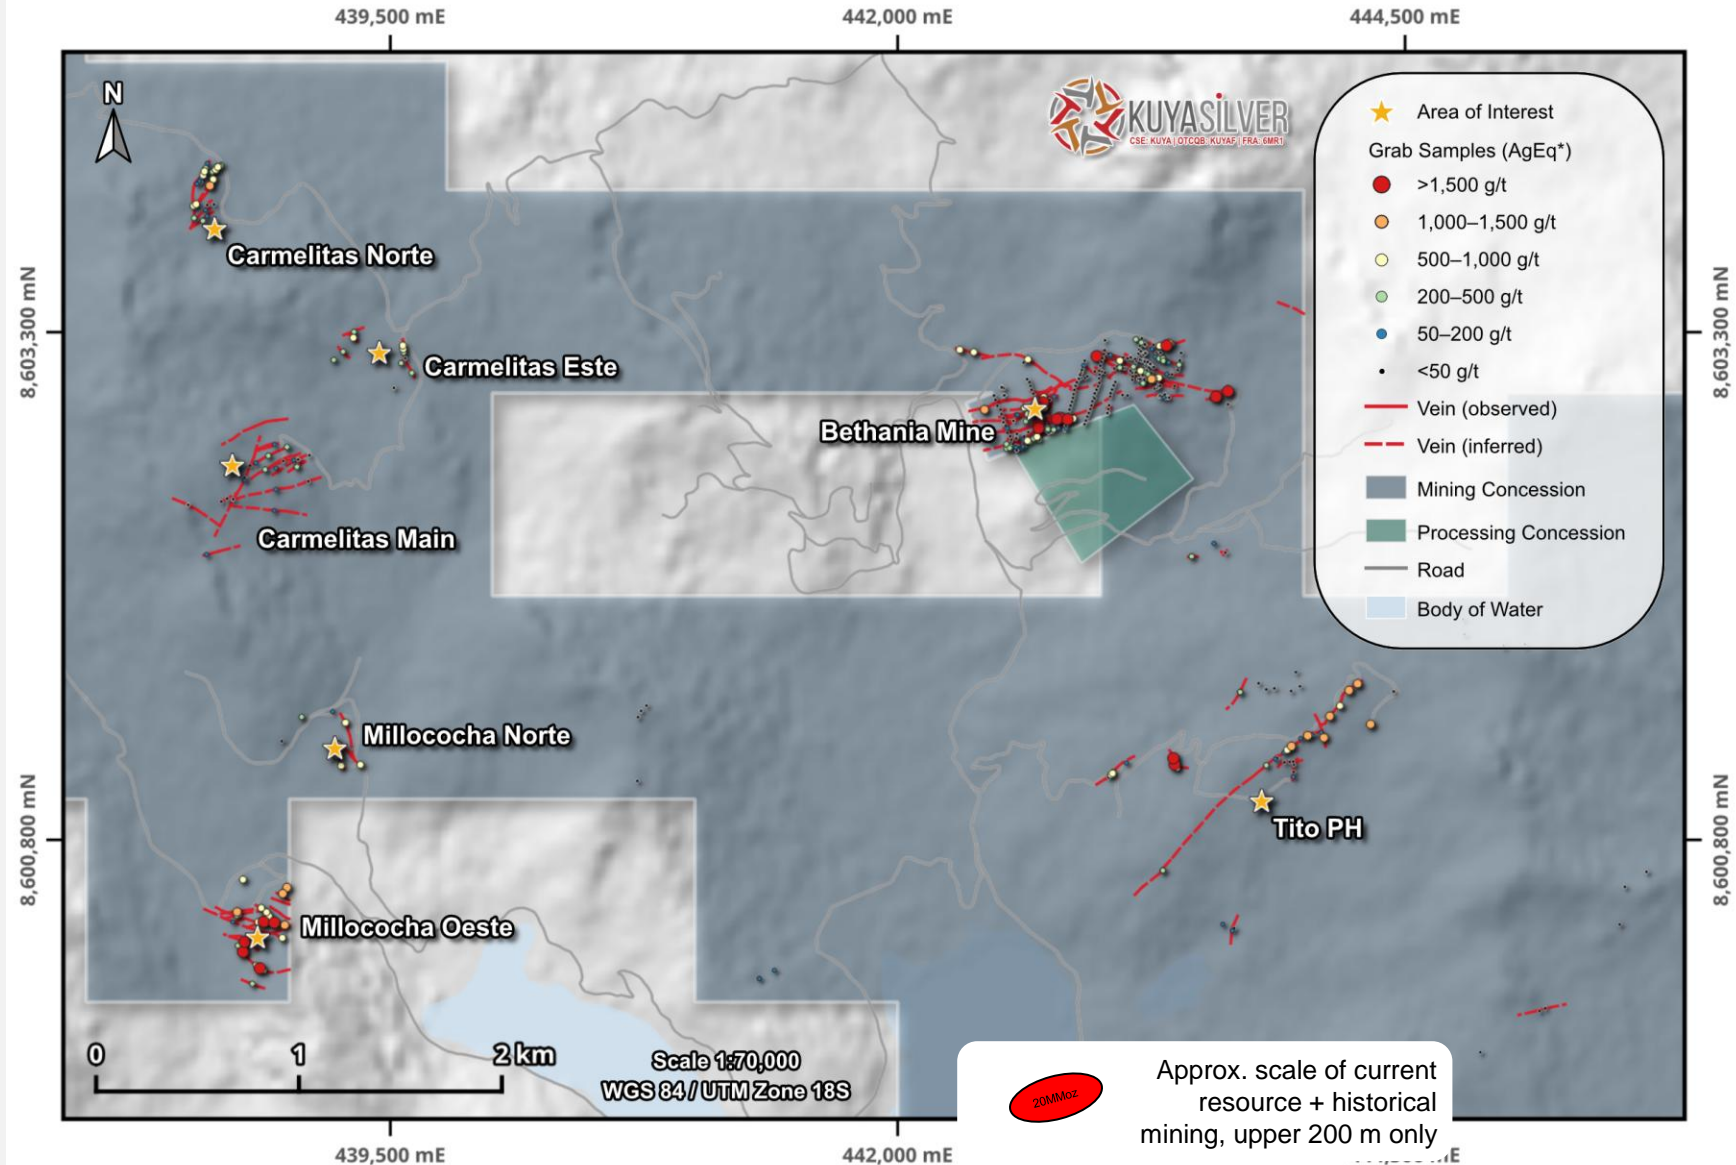 439,500 mE
442,000 mE
444,500 mE
N
KUYASILVER
CSE: KUYA | OTCQB: KUYAF | FRA: 6MR1
Area of Interest
Grab Samples (AgEq*)
>1,500 g/t
1,000–1,500 g/t
500–1,000 g/t
200–500 g/t
50–200 g/t
<50 g/t
Vein (observed)
Vein (inferred)
Mining Concession
Processing Concession
Road
Body of Water
8,603,300 mN
8,603,300 mN
Carmelitas Norte
Carmelitas Este
Bethania Mine
Carmelitas Main
Millococha Norte
Tito PH
8,600,800 mN
8,600,800 mN
Millococha Oeste
0 1 2 km
Scale 1:70,000
WGS 84 / UTM Zone 18S
20MMoz
Approx. scale of current
resource + historical
mining, upper 200 m only
439,500 mE
442,000 mE